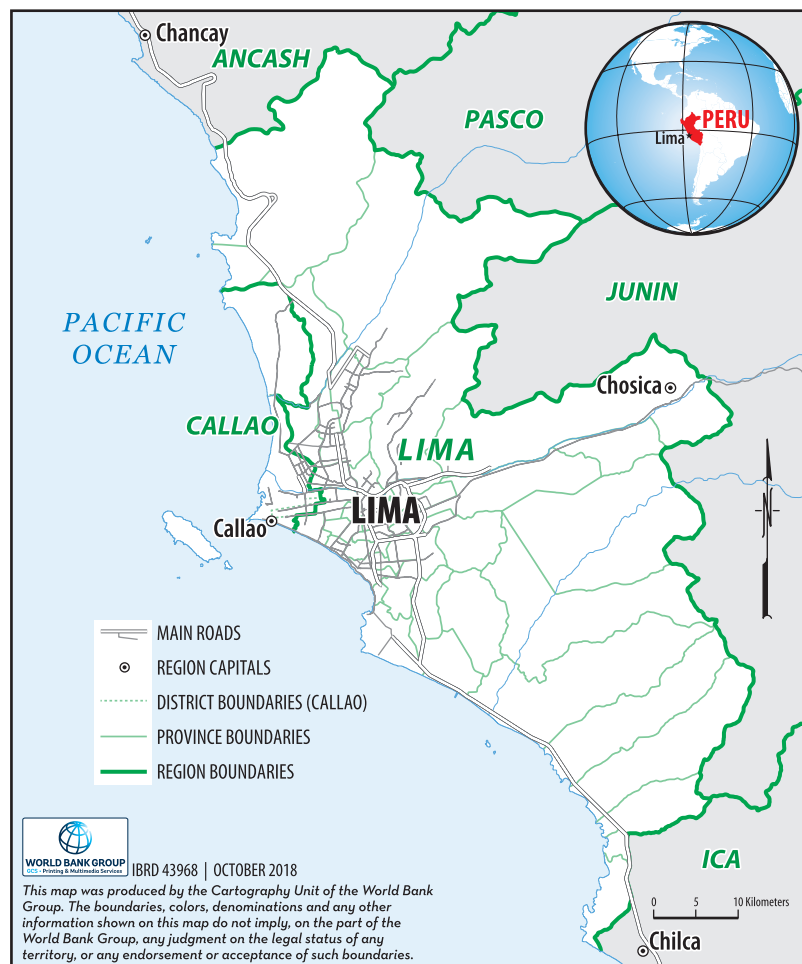 Chancay
ANCASH
PASCO
PERU
Lima
JUNIN
PACIFIC
OCEAN
Chosica
CALLAO
LIMA
LIMA
Callao
MAIN ROADS
REGION CAPITALS
DISTRICT BOUNDARIES (CALLAO)
PROVINCE BOUNDARIES
REGION BOUNDARIES
ICA
WORLD BANK GROUP
GCS • Printing & Multimedia Services
IBRD 43968 | OCTOBER 2018
This map was produced by the Cartography Unit of the World Bank
Group. The boundaries, colors, denominations and any other
information shown on this map do not imply, on the part of the
World Bank Group, any judgment on the legal status of any
territory, or any endorsement or acceptance of such boundaries.
0 5 10 Kilometers
Chilca